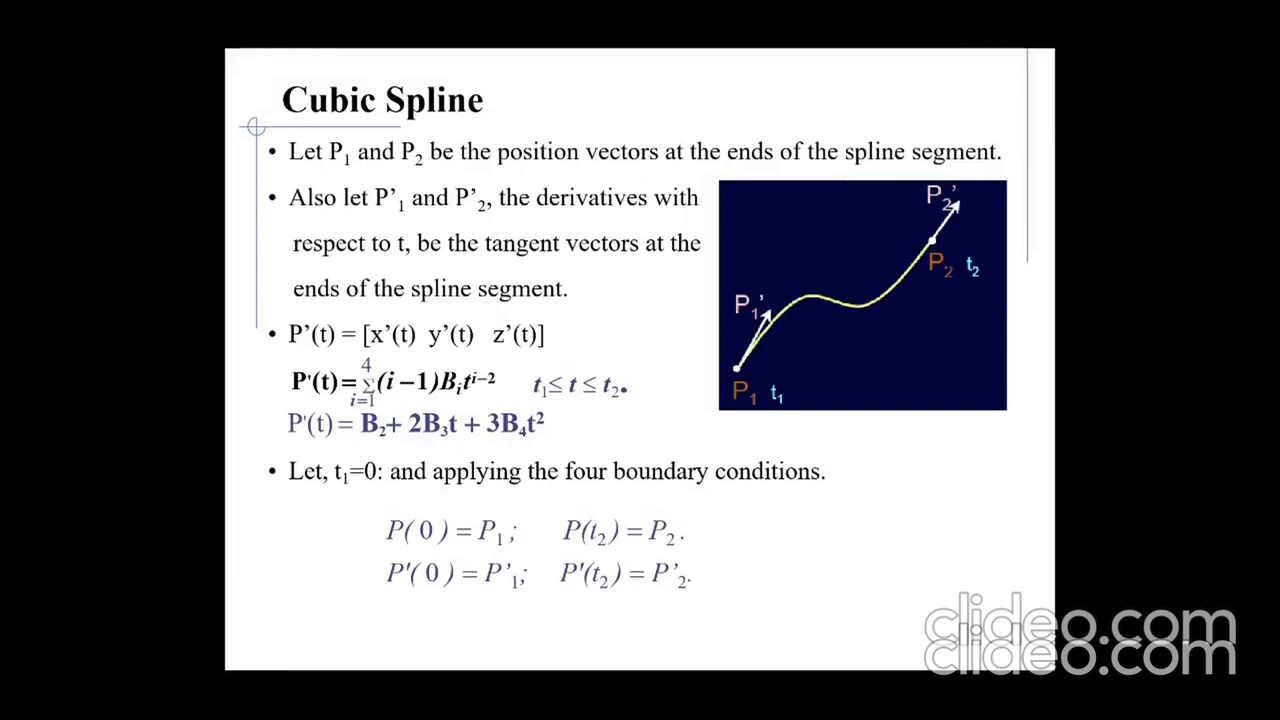 Cubic Spline
• Let P₁ and P₂ be the position vectors at the ends of the spline segment.
• Also let P’₁ and P’₂, the derivatives with
respect to t, be the tangent vectors at the
ends of the spline segment.
• P’(t) = [x’(t) y’(t) z’(t)]
P'(t) = 4 Σ i=1 (i – 1)Bᵢtⁱ⁻² t₁ ≤ t ≤ t₂.
P'(t) = B₂+ 2B₃t + 3B₄t²
• Let, t₁=0: and applying the four boundary conditions.
P( 0 ) = P₁ ; P(t₂ ) = P₂ .
P'( 0 ) = P’₁; P'(t₂ ) = P’₂.
P₂’
P₂ t₂
P₁’
P₁ t₁
clideo.com
clideo.com